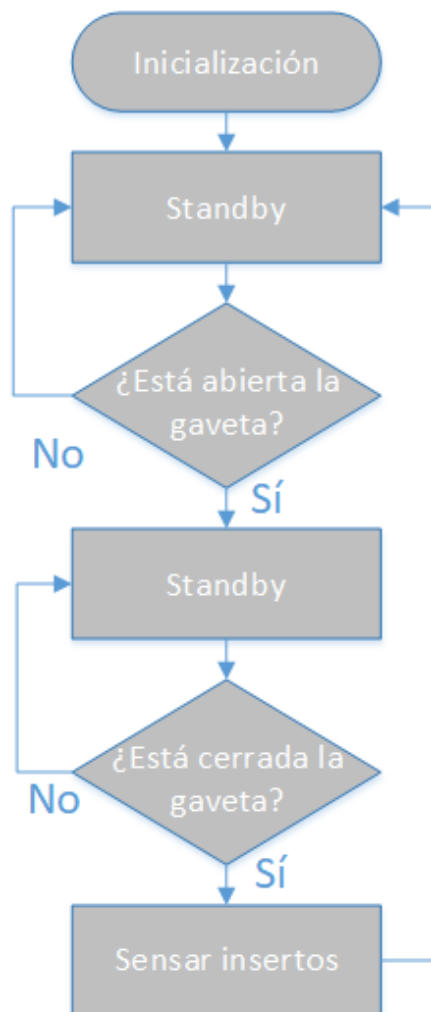 Inicialización
Standby
¿Está abierta la
gaveta?
No
Sí
Standby
¿Está cerrada la
gaveta?
No
Sí
Sensar insertos